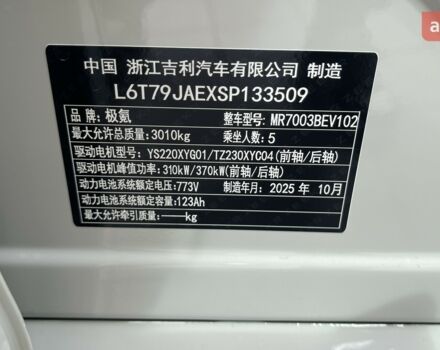 中国 浙江吉利汽车有限公司 制造
L6T79JAEXSP133509
品牌: 极氪 整车型号: MR7003BEV102
最大允许总质量: 3010kg 乘坐人数: 5
驱动电机型号: YS220XYG01/TZ230XYC04(前轴/后轴)
驱动电机峰值功率: 310kW/370kW(前轴/后轴)
动力电池系统额定电压: 773V 制造年月: 2025 年 10月
动力电池系统额定容量: 123Ah
最大允许牵引质量: ——kg